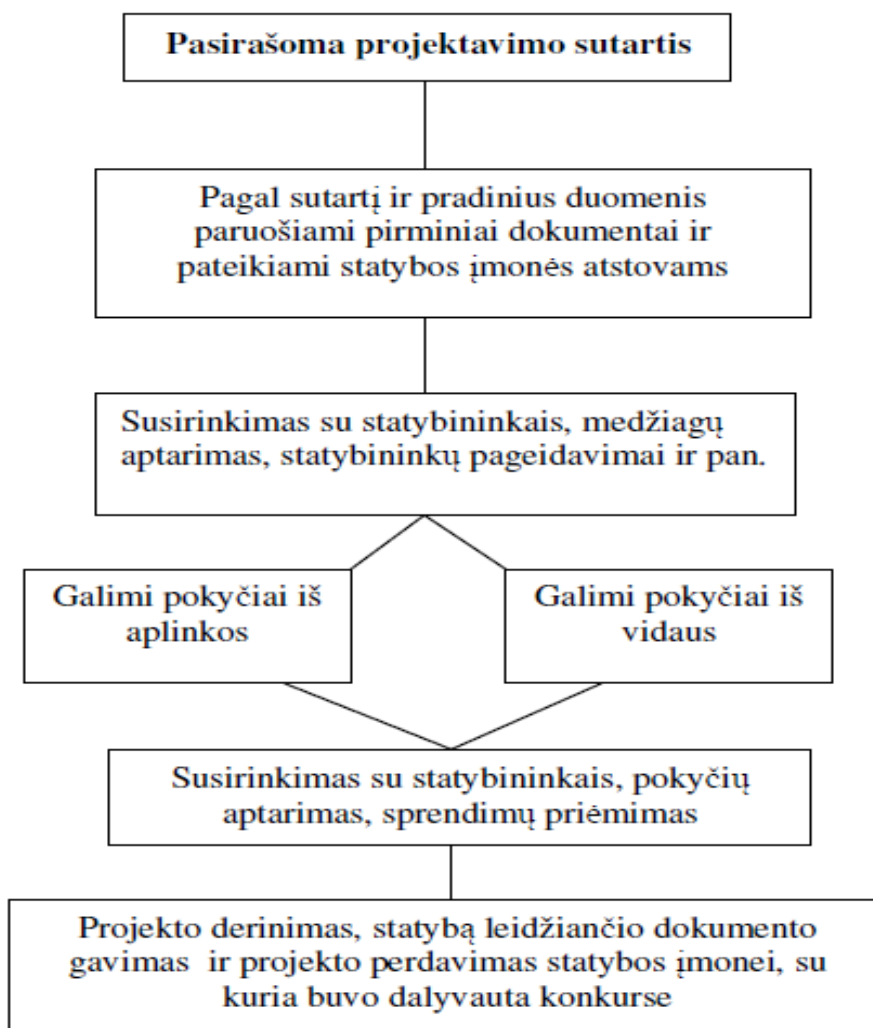 Pasirašoma projektavimo sutartis
Pagal sutartį ir pradinius duomenis
paruošiami pirminiai dokumentai ir
pateikiami statybos įmonės atstovams
Susirinkimas su statybininkais, medžiagų
aptarimas, statybininkų pageidavimai ir pan.
Galimi pokyčiai iš
aplinkos
Galimi pokyčiai iš
vidaus
Susirinkimas su statybininkais, pokyčių
aptarimas, sprendimų priėmimas
Projekto derinimas, statybą leidžiančio dokumento
gavimas ir projekto perdavimas statybos įmonei, su
kuria buvo dalyvauta konkurse